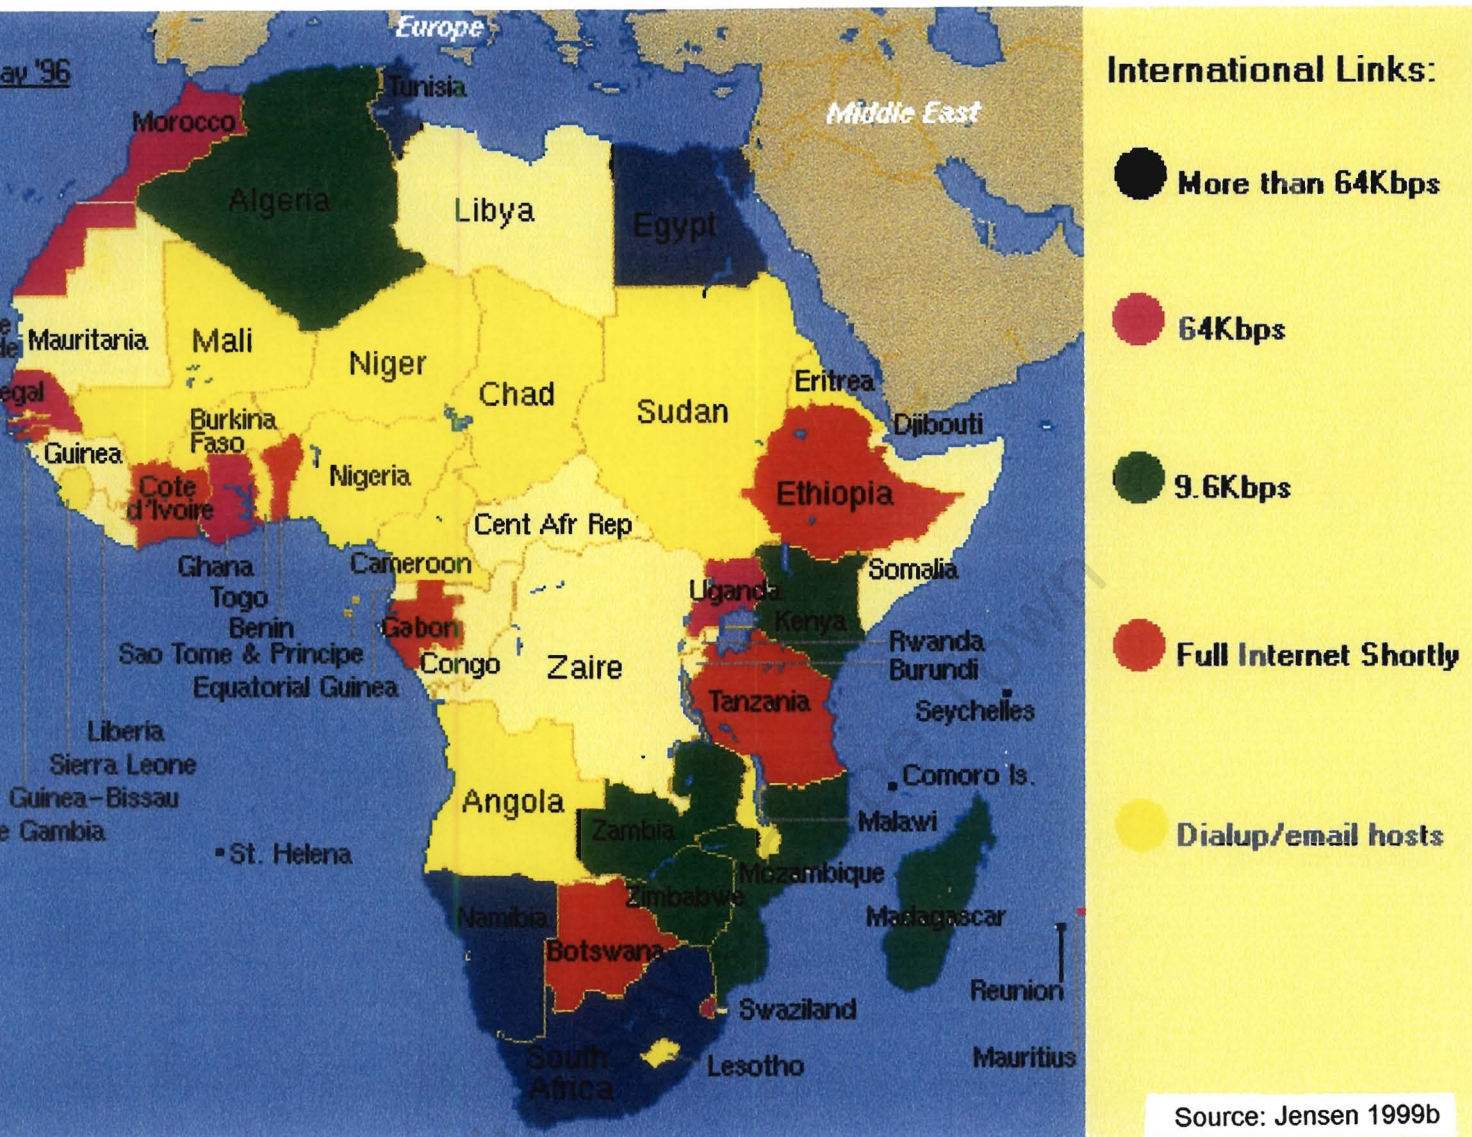 Europe
ay '96
Tunisia
Middle East
Morocco
Algeria
Libya
Egypt
Mauritania
Mali
Niger
Chad
Sudan
Eritrea
Djibouti
egal
Burkina
Faso
Guinea
Nigeria
Cote
d'Ivoire
Ethiopia
Cent Afr Rep
Ghana
Cameroon
Somalia
Togo
Uganda
Kenya
Benin
Gabon
Rwanda
Sao Tome & Principe
Congo
Zaire
Burundi
Equatorial Guinea
Tanzania
Seychelles
Liberia
Sierra Leone
Comoro Is.
Guinea-Bissau
Angola
e Gambia
Zambia
Malawi
St. Helena
Mozambique
Zimbabwe
Namibia
Madagascar
Botswana
Reunion
Swaziland
South
Africa
Lesotho
Mauritius
International Links:
More than 64Kbps
64Kbps
9.6Kbps
Full Internet Shortly
Dialup/email hosts
Source: Jensen 1999b